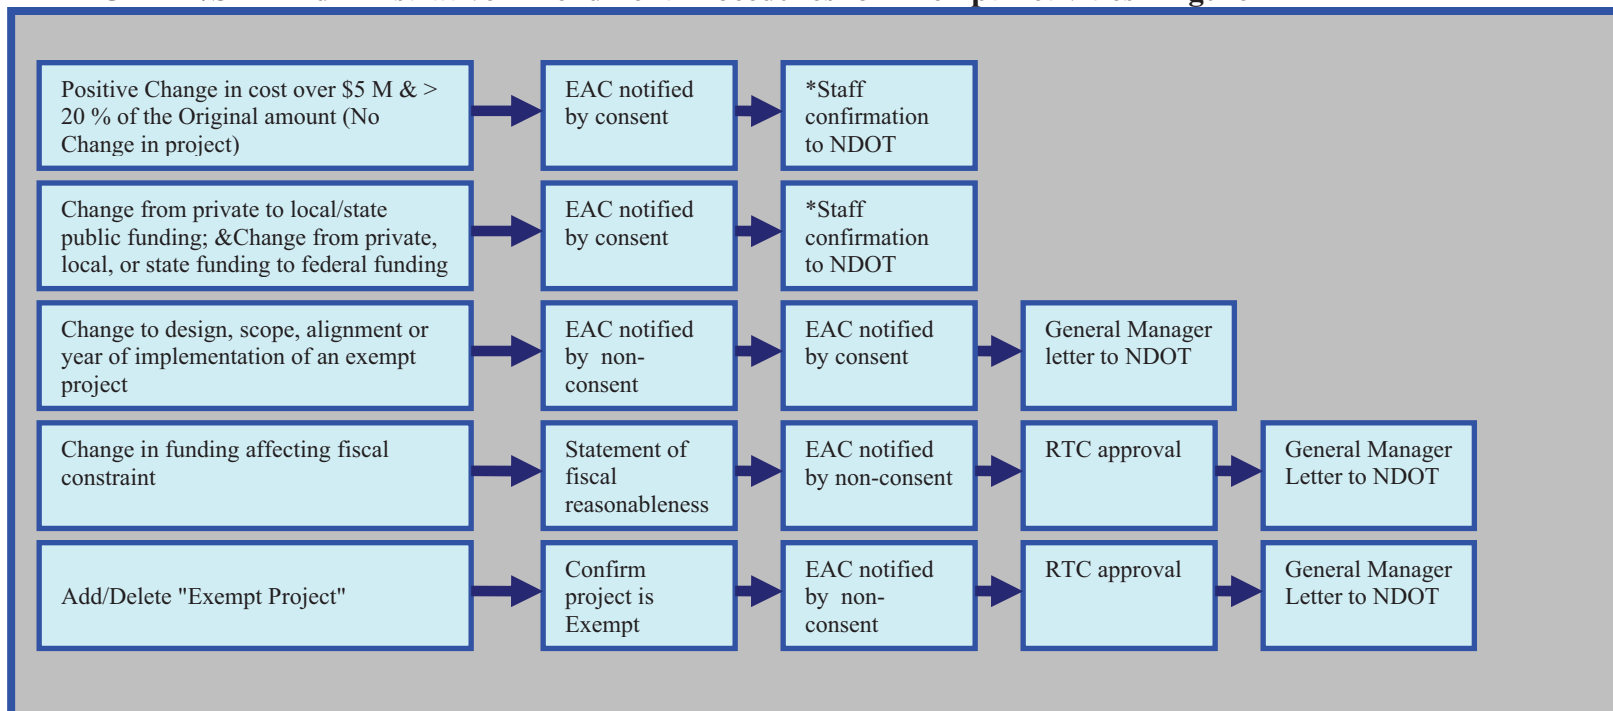 Positive Change in cost over $5 M & >
20 % of the Original amount (No
Change in project)
EAC notified
by consent
*Staff
confirmation
to NDOT
Change from private to local/state
public funding; &Change from private,
local, or state funding to federal funding
EAC notified
by consent
*Staff
confirmation
to NDOT
Change to design, scope, alignment or
year of implementation of an exempt
project
EAC notified
by non-
consent
EAC notified
by consent
General Manager
letter to NDOT
Change in funding affecting fiscal
constraint
Statement of
fiscal
reasonableness
EAC notified
by non-consent
RTC approval
General Manager
Letter to NDOT
Add/Delete "Exempt Project"
Confirm
project is
Exempt
EAC notified
by non-
consent
RTC approval
General Manager
Letter to NDOT